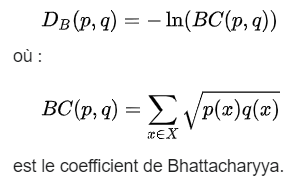 D_B(p, q) = − ln(BC(p, q))
où :
BC(p, q) = ∑_{x∈X} √(p(x)q(x))
est le coefficient de Bhattacharyya.